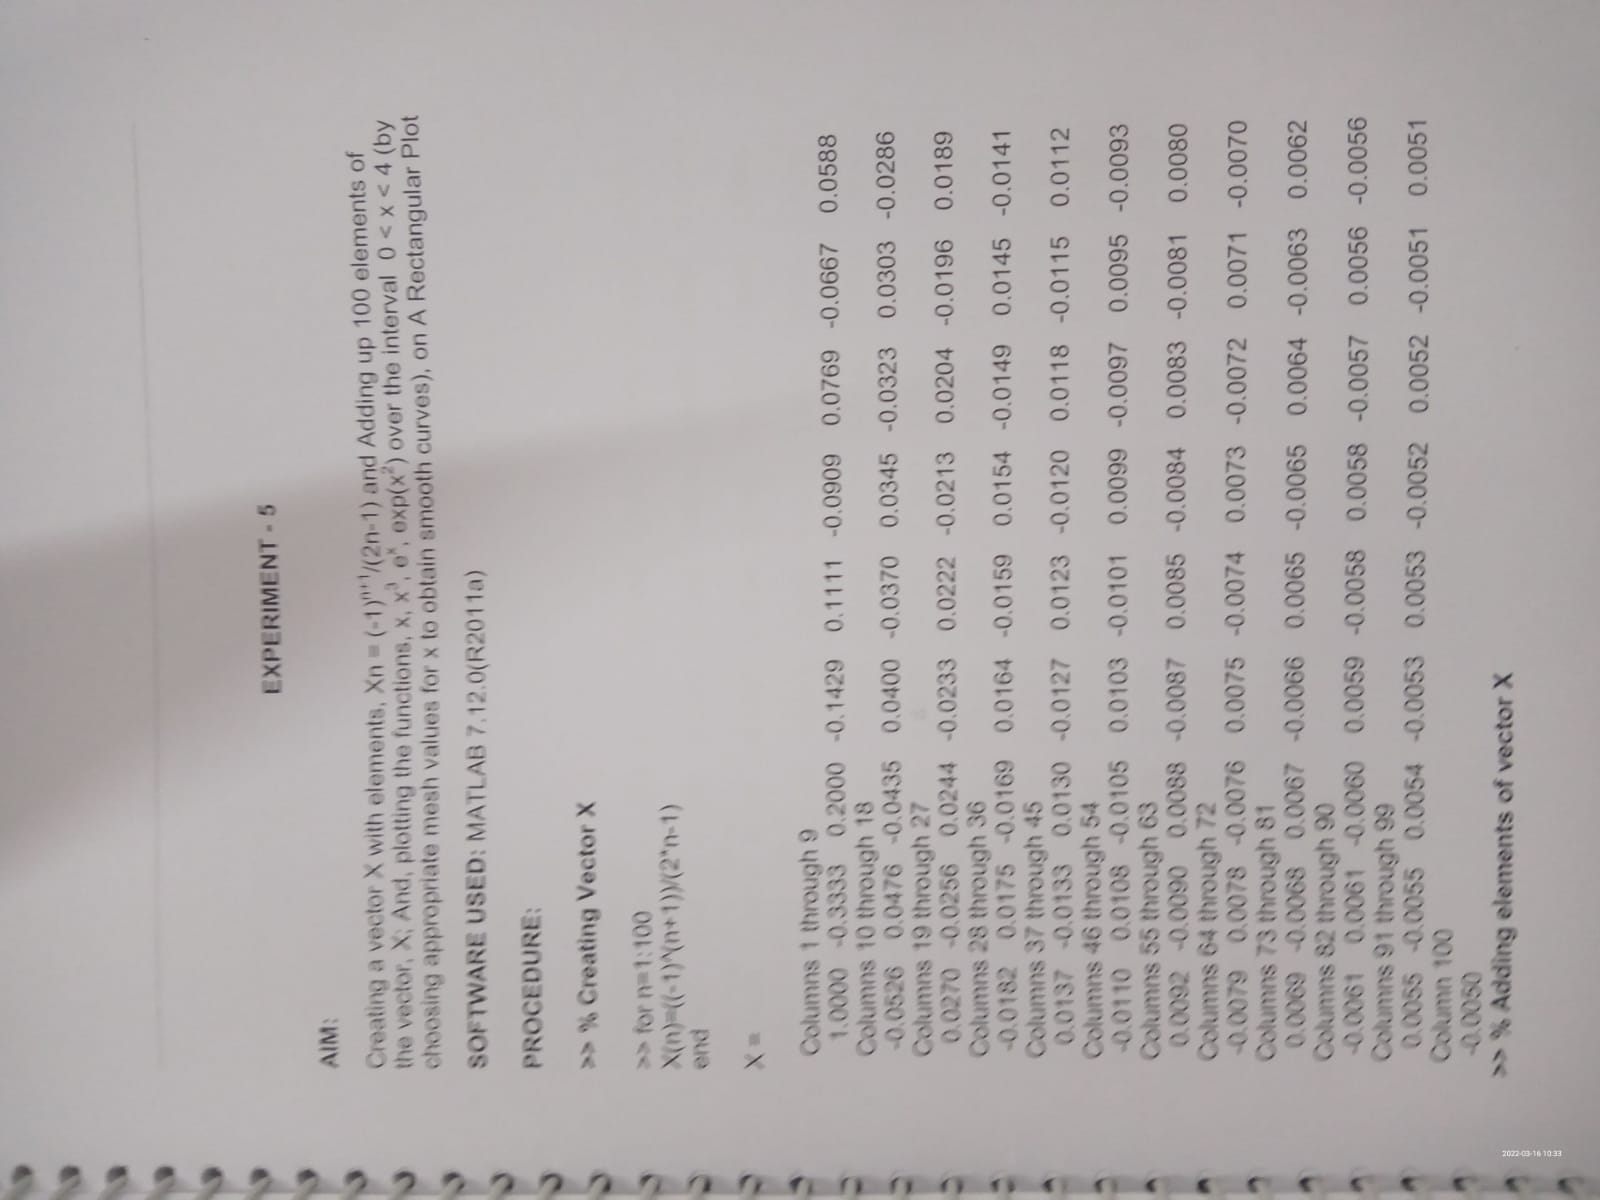 EXPERIMENT - 5
AIM:
Creating a vector X with elements, Xn = (-1)ⁿ⁺¹/(2n-1) and Adding up 100 elements of
the vector, X; And, plotting the functions, x, x³, eˣ, exp(x²) over the interval 0 < x < 4 (by
choosing appropriate mesh values for x to obtain smooth curves), on A Rectangular Plot
SOFTWARE USED: MATLAB 7.12.0(R2011a)
PROCEDURE:
>> % Creating Vector X
>> for n=1:100
X(n)=((-1)^(n+1))/(2*n-1)
end
X =
Columns 1 through 9
1.0000 -0.3333 0.2000 -0.1429 0.1111 -0.0909 0.0769 -0.0667 0.0588
Columns 10 through 18
-0.0526 0.0476 -0.0435 0.0400 -0.0370 0.0345 -0.0323 0.0303 -0.0286
Columns 19 through 27
0.0270 -0.0256 0.0244 -0.0233 0.0222 -0.0213 0.0204 -0.0196 0.0189
Columns 28 through 36
-0.0182 0.0175 -0.0169 0.0164 -0.0159 0.0154 -0.0149 0.0145 -0.0141
Columns 37 through 45
0.0137 -0.0133 0.0130 -0.0127 0.0123 -0.0120 0.0118 -0.0115 0.0112
Columns 46 through 54
-0.0110 0.0108 -0.0105 0.0103 -0.0101 0.0099 -0.0097 0.0095 -0.0093
Columns 55 through 63
0.0092 -0.0090 0.0088 -0.0087 0.0085 -0.0084 0.0083 -0.0081 0.0080
Columns 64 through 72
-0.0079 0.0078 -0.0076 0.0075 -0.0074 0.0073 -0.0072 0.0071 -0.0070
Columns 73 through 81
0.0069 -0.0068 0.0067 -0.0066 0.0065 -0.0065 0.0064 -0.0063 0.0062
Columns 82 through 90
-0.0061 0.0061 -0.0060 0.0059 -0.0058 0.0058 -0.0057 0.0056 -0.0056
Columns 91 through 99
0.0055 -0.0055 0.0054 -0.0053 0.0053 -0.0052 0.0052 -0.0051 0.0051
Column 100
-0.0050
>> % Adding elements of vector X
2022-03-16 10:33